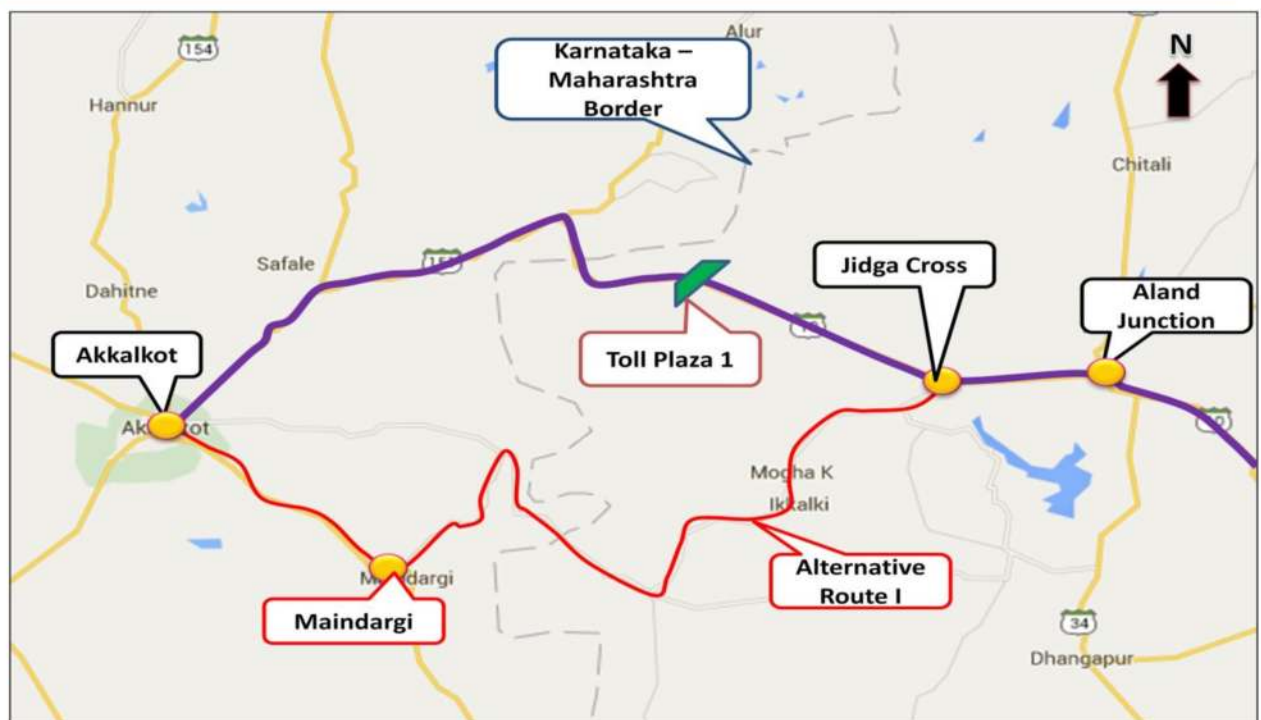 Alur
154
Karnataka –
Maharashtra
Border
N
Hannur
Chitali
Safale
Jidga Cross
Dahitne
Aland
Junction
Akkalkot
Toll Plaza 1
Mogha K
Ikkalki
Alternative
Route I
Maindargi
34
Dhangapur